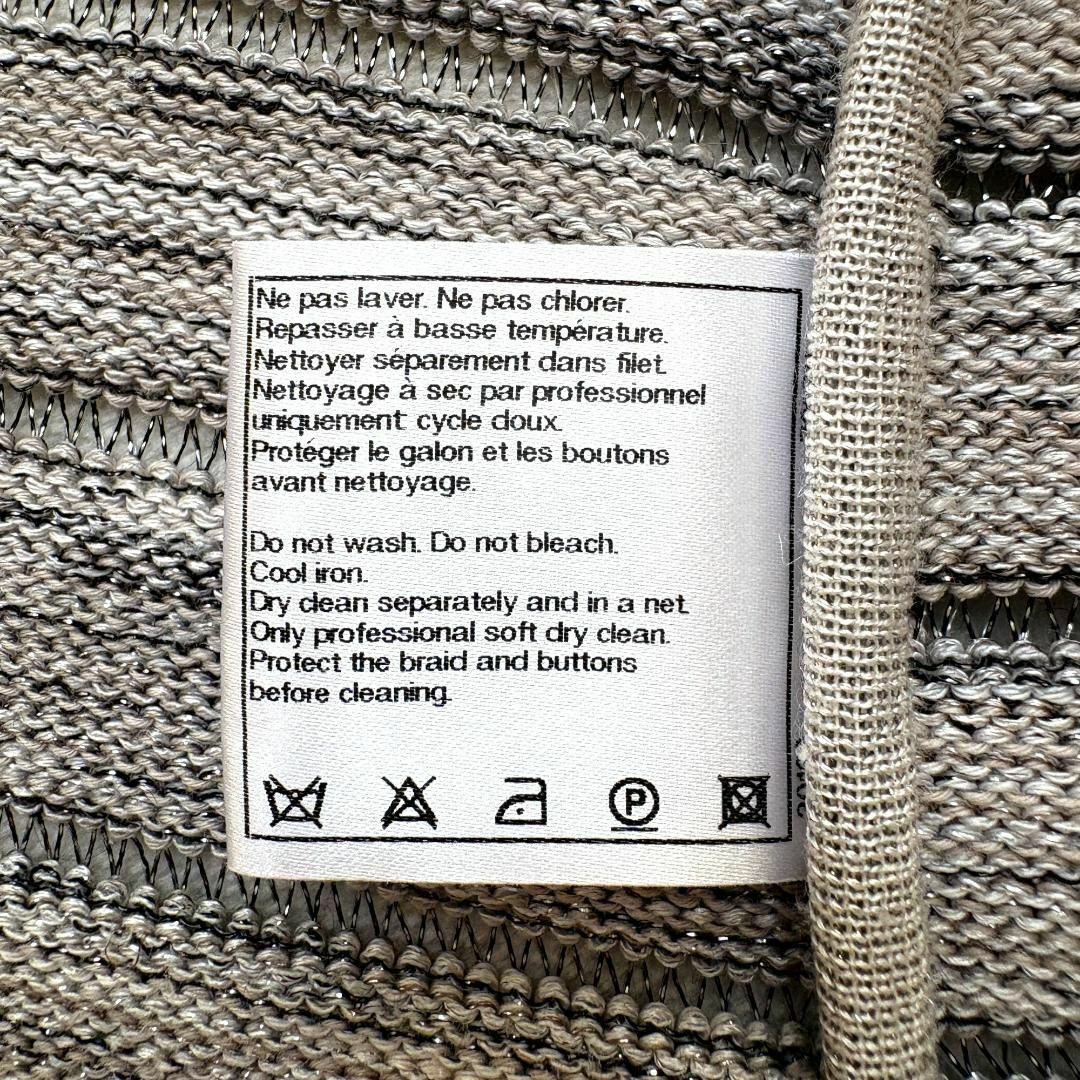 Ne pas laver. Ne pas chlorer.
Repasser à basse température.
Nettoyer séparement dans filet.
Nettoyage à sec par professionnel
uniquement cycle doux.
Protéger le galon et les boutons
avant nettoyage.
Do not wash. Do not bleach.
Cool iron.
Dry clean separately and in a net.
Only professional soft dry clean.
Protect the braid and buttons
before cleaning.
P